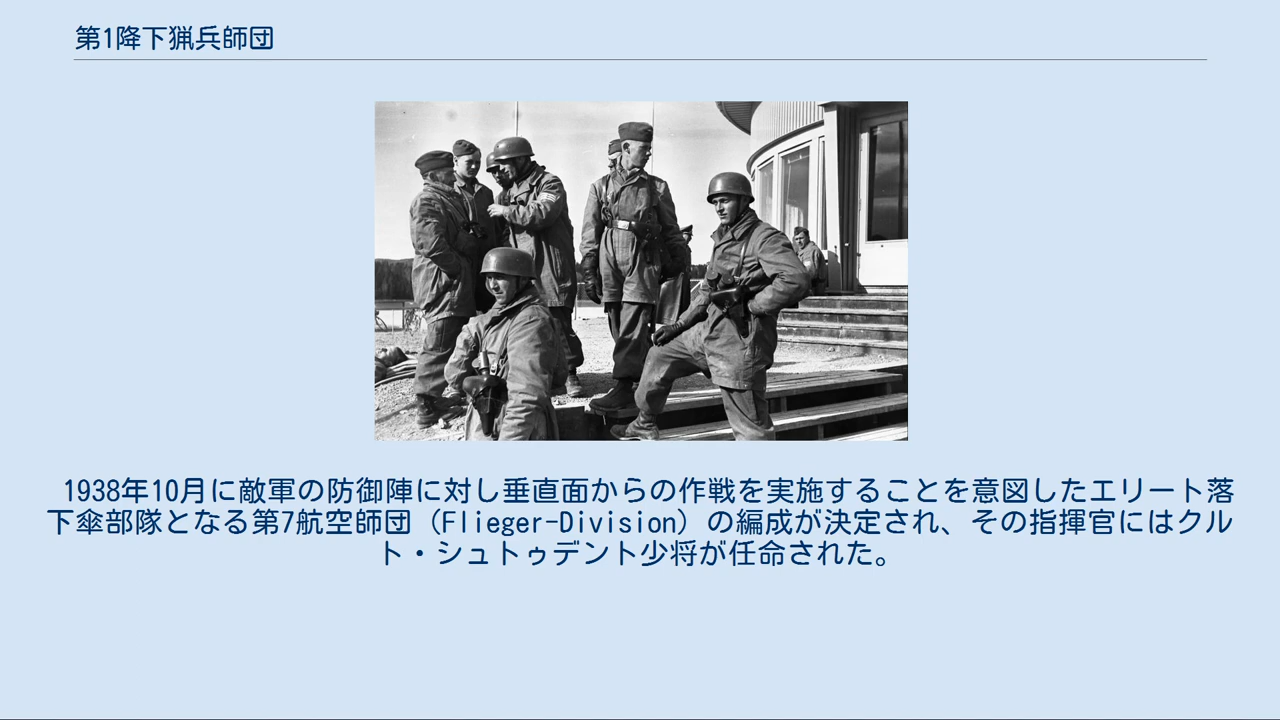 第1降下猟兵師団
1938年10月に敵軍の防御陣に対し垂直面からの作戦を実施することを意図したエリート落
下傘部隊となる第7航空師団（Flieger-Division）の編成が決定され、その指揮官にはクル
ト・シュトゥデント少将が任命された。